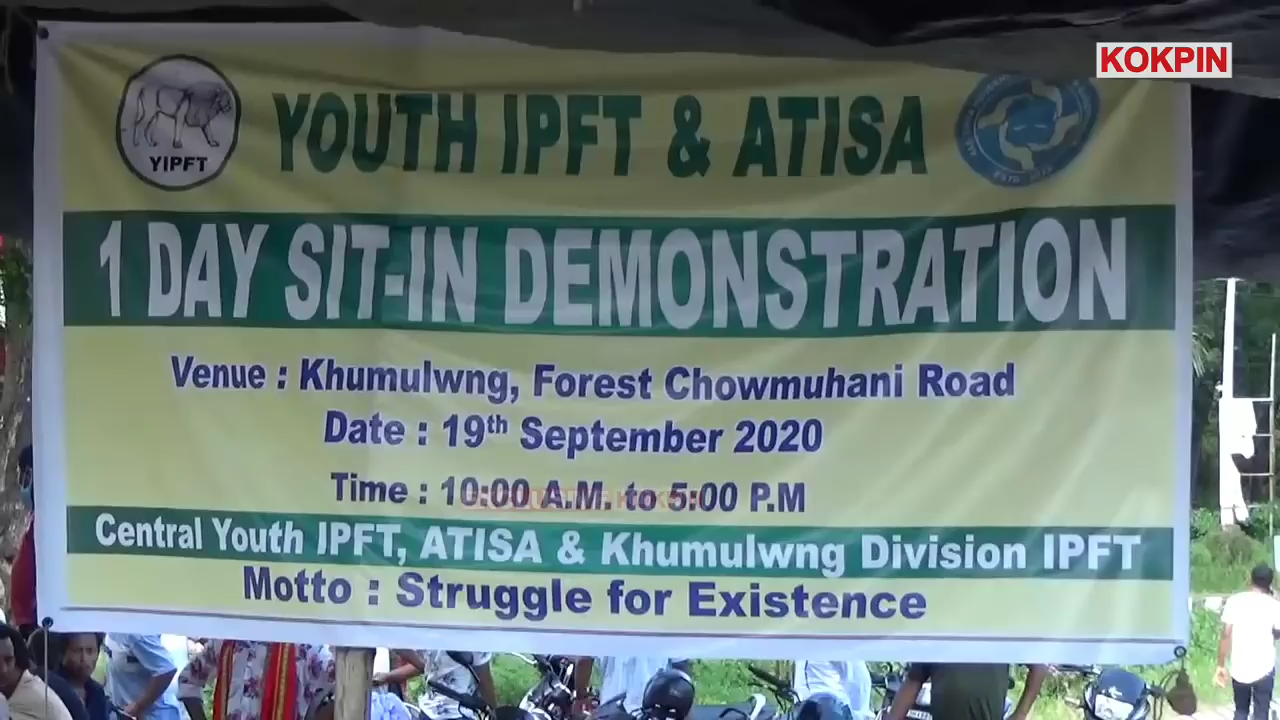 KOKPIN
YIPFT
YOUTH IPFT & ATISA
1 DAY SIT-IN DEMONSTRATION
Venue : Khumulwng, Forest Chowmuhani Road
Date : 19th September 2020
Time : 10:00 A.M. to 5:00 P.M
Central Youth IPFT, ATISA & Khumulwng Division IPFT
Motto : Struggle for Existence